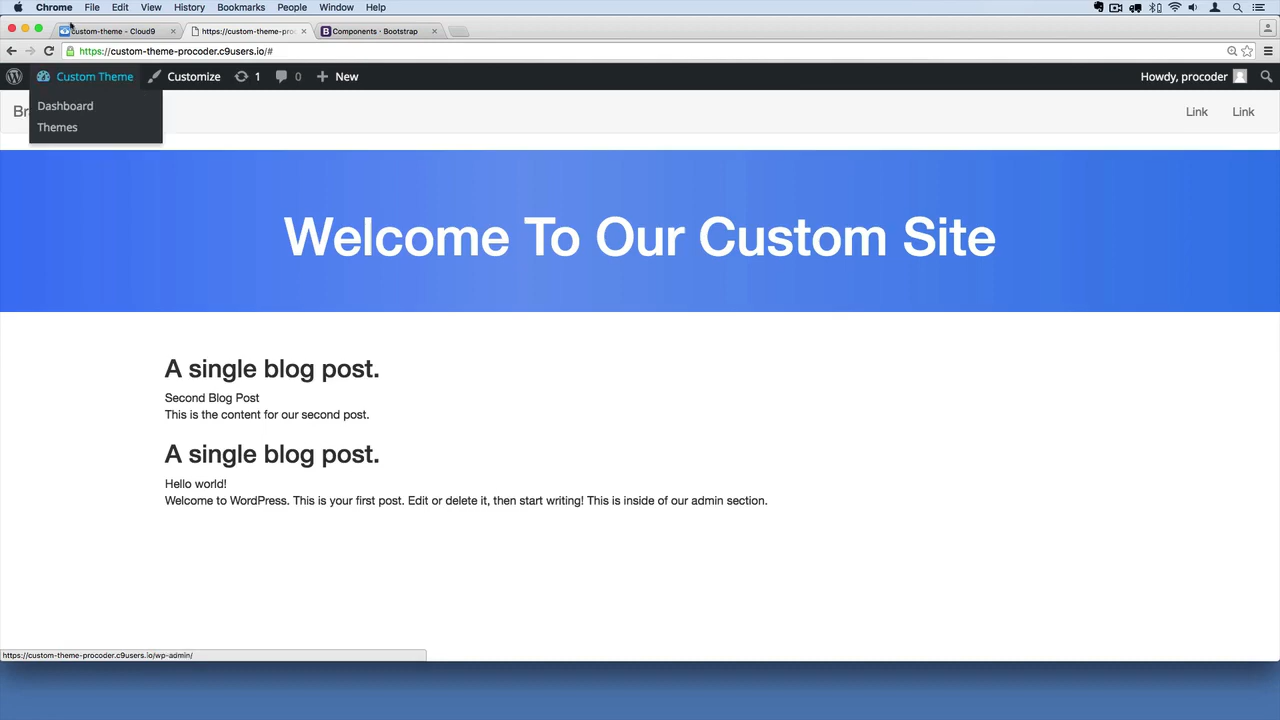 Chrome File Edit View History Bookmarks People Window Help
custom-theme - Cloud9 https://custom-theme-pro Components · Bootstrap
https://custom-theme-procoder.c9users.io/#
Custom Theme Customize 1 0 New Howdy, procoder
Dashboard
Themes
Link Link
Welcome To Our Custom Site
A single blog post.
Second Blog Post
This is the content for our second post.
A single blog post.
Hello world!
Welcome to WordPress. This is your first post. Edit or delete it, then start writing! This is inside of our admin section.
https://custom-theme-procoder.c9users.io/wp-admin/